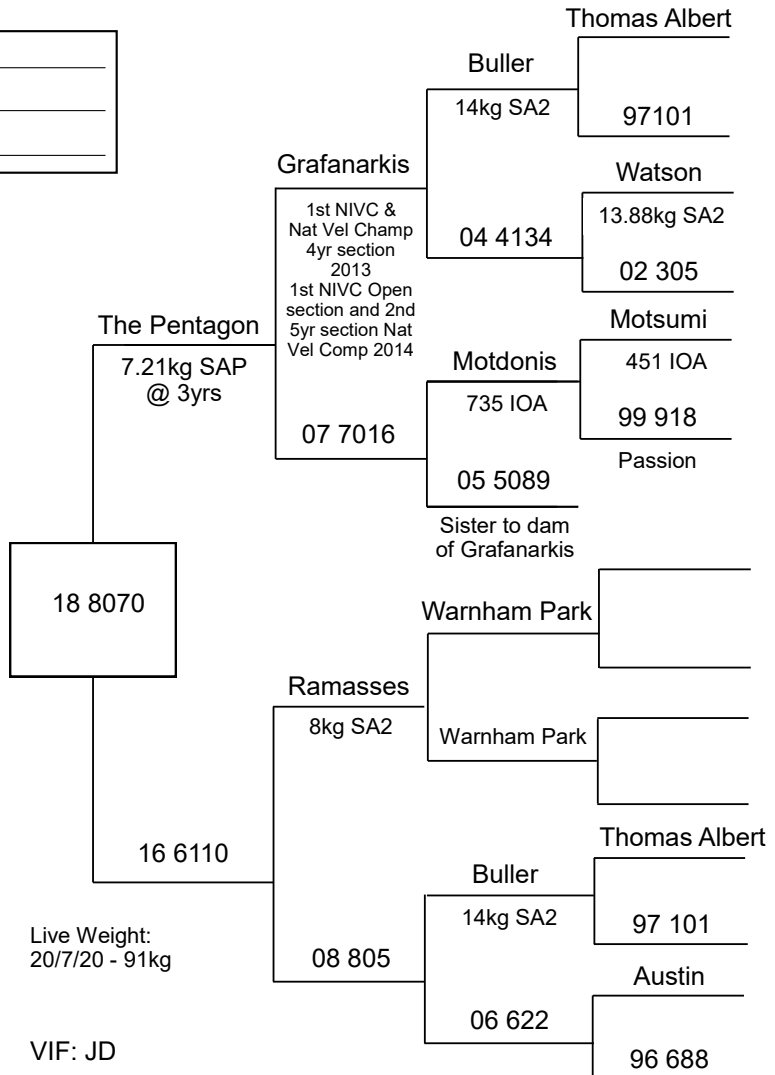 Thomas Albert
Buller
14kg SA2
97101
Grafanarkis
Watson
1st NIVC &
Nat Vel Champ
4yr section
2013
1st NIVC Open
section and 2nd
5yr section Nat
Vel Comp 2014
04 4134
13.88kg SA2
02 305
The Pentagon
7.21kg SAP
@ 3yrs
Motsumi
Motdonis
451 IOA
735 IOA
99 918
07 7016
Passion
05 5089
Sister to dam
of Grafanarkis
18 8070
Warnham Park
Ramasses
8kg SA2
Warnham Park
16 6110
Thomas Albert
Buller
14kg SA2
97 101
Live Weight:
20/7/20 - 91kg
08 805
Austin
06 622
VIF: JD
96 688